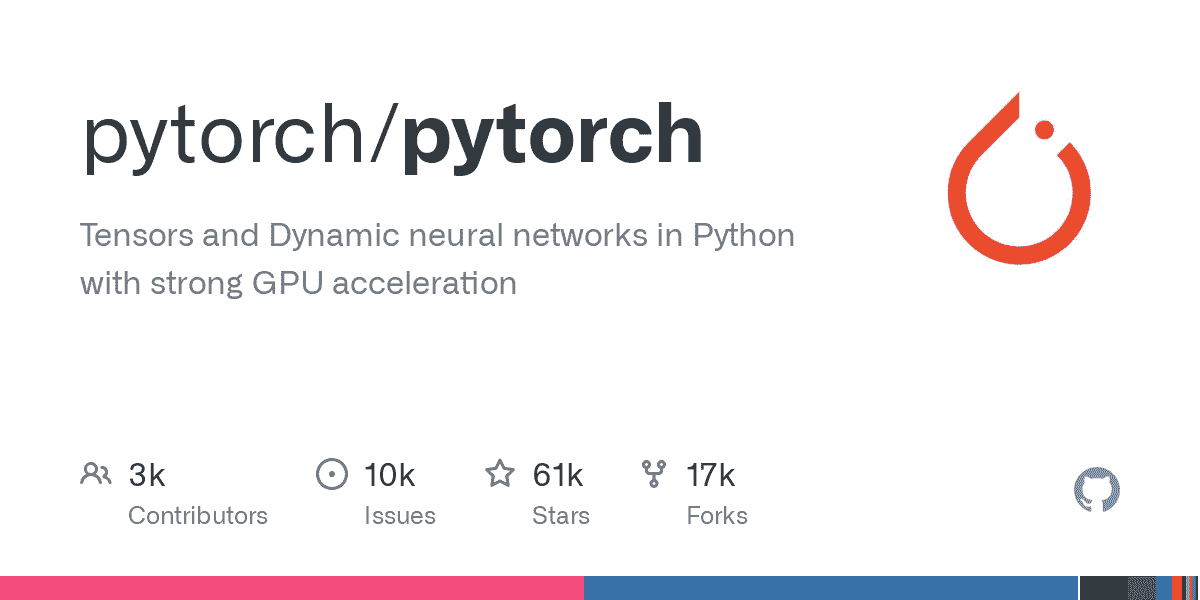 pytorch/pytorch
Tensors and Dynamic neural networks in Python
with strong GPU acceleration
3k
Contributors
10k
Issues
61k
Stars
17k
Forks